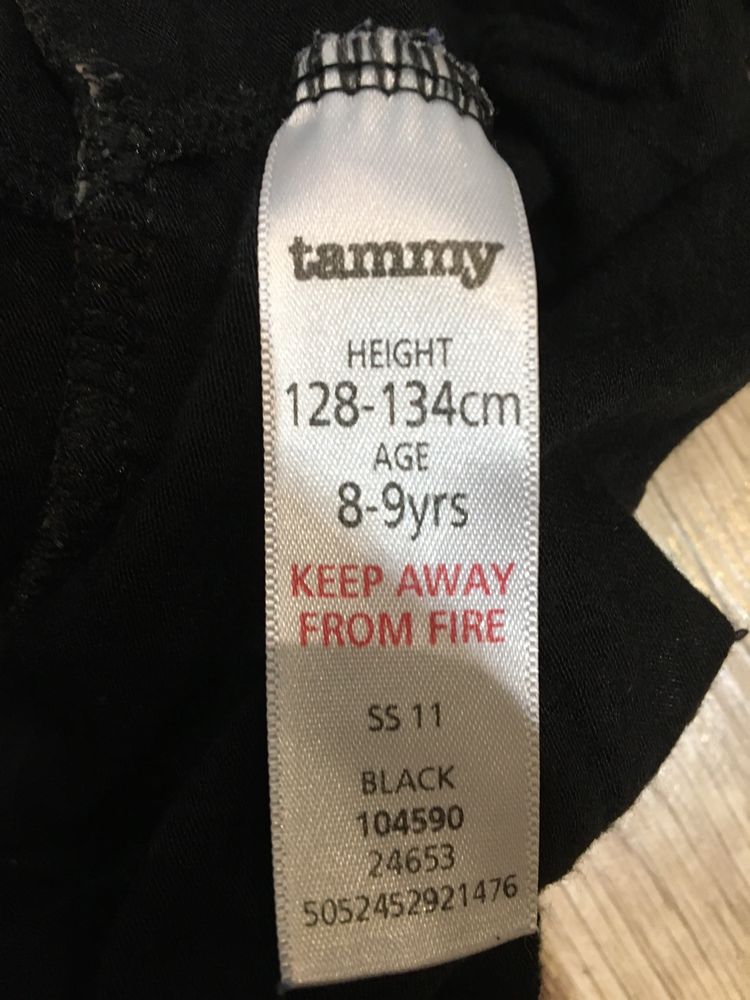 tammy
HEIGHT
128-134cm
AGE
8-9yrs
KEEP AWAY
FROM FIRE
SS 11
BLACK
104590
24653
5052452921476